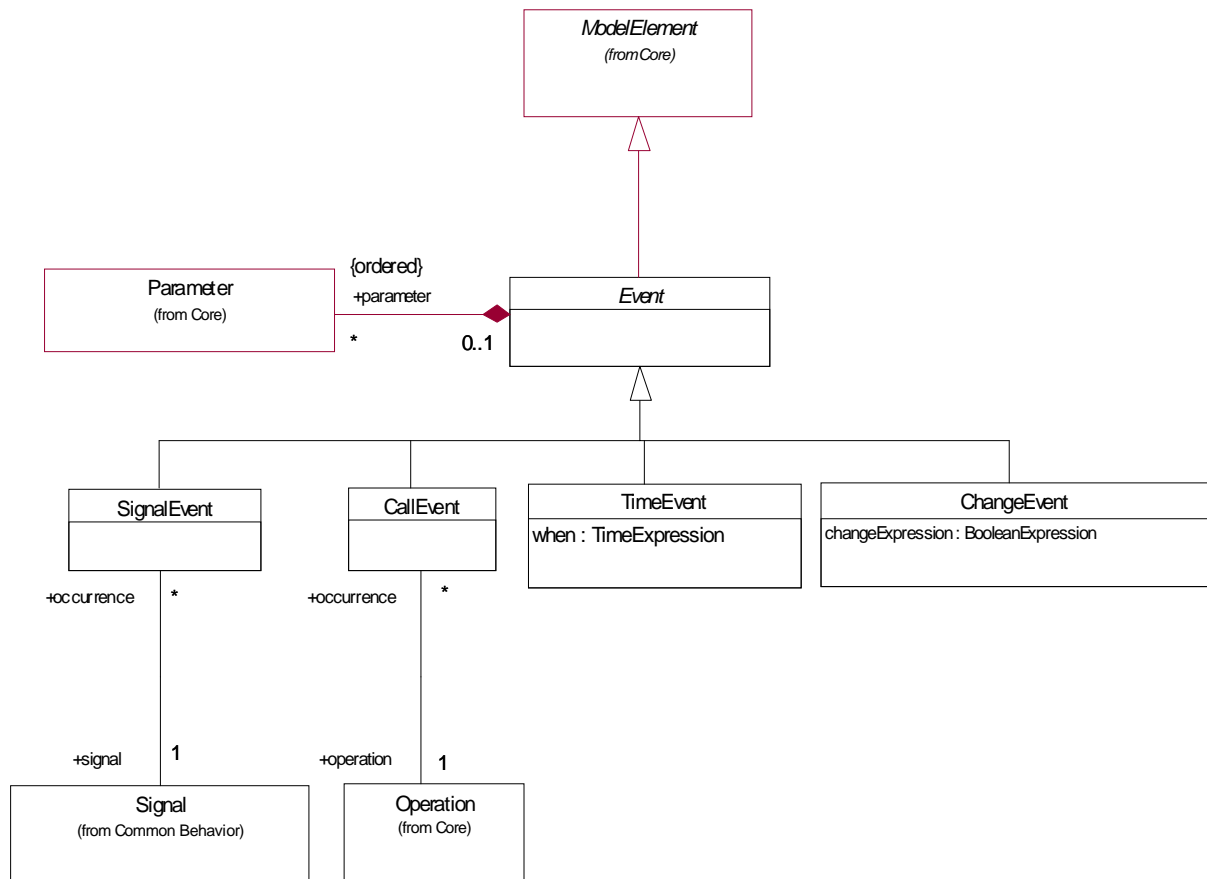 ModelElement
(from Core)
{ordered}
Parameter
(from Core)
+parameter
*
0..1
Event
SignalEvent
CallEvent
TimeEvent
when : TimeExpression
ChangeEvent
changeExpression : BooleanExpression
+occurrence
*
+occurrence
*
+signal
1
+operation
1
Signal
(from Common Behavior)
Operation
(from Core)